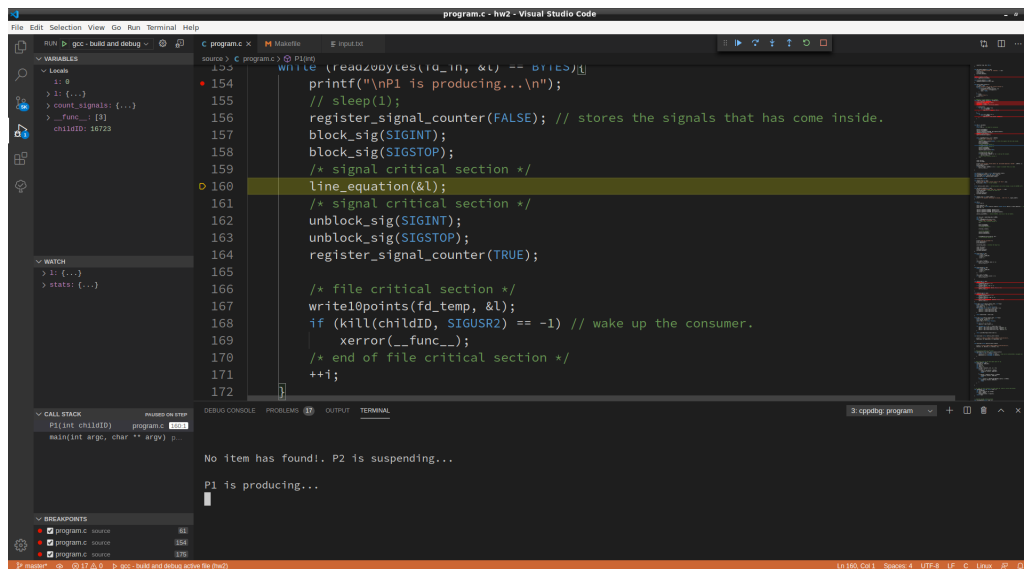 program.c - hw2 - Visual Studio Code
File Edit Selection View Go Run Terminal Help
RUN gcc - build and debug
program.c
Makefile
input.txt
source > program.c > P1(int)
VARIABLES
Locals
i: 0
l: {...}
count_signals: {...}
__func__: [3]
childID: 16723
WATCH
l: {...}
stats: {...}
CALL STACK PAUSED ON STEP
P1(int childID) program.c 160:1
main(int argc, char ** argv) p...
BREAKPOINTS
program.c source 61
program.c source 154
program.c source 175
153 while (read20bytes(fd_in, &l) == BYTES){
154 printf("\nP1 is producing...\n");
155 // sleep(1);
156 register_signal_counter(FALSE); // stores the signals that has come inside.
157 block_sig(SIGINT);
158 block_sig(SIGSTOP);
159 /* signal critical section */
160 line_equation(&l);
161 /* signal critical section */
162 unblock_sig(SIGINT);
163 unblock_sig(SIGSTOP);
164 register_signal_counter(TRUE);
165
166 /* file critical section */
167 write10points(fd_temp, &l);
168 if (kill(childID, SIGUSR2) == -1) // wake up the consumer.
169 xerror(__func__);
170 /* end of file critical section */
171 ++i;
172 }
DEBUG CONSOLE PROBLEMS 17 OUTPUT TERMINAL 3: cppdbg: program
No item has found!. P2 is suspending...
P1 is producing...
master* 17 0 gcc - build and debug active file (hw2) Ln 160, Col 1 Spaces: 4 UTF-8 LF C Linux